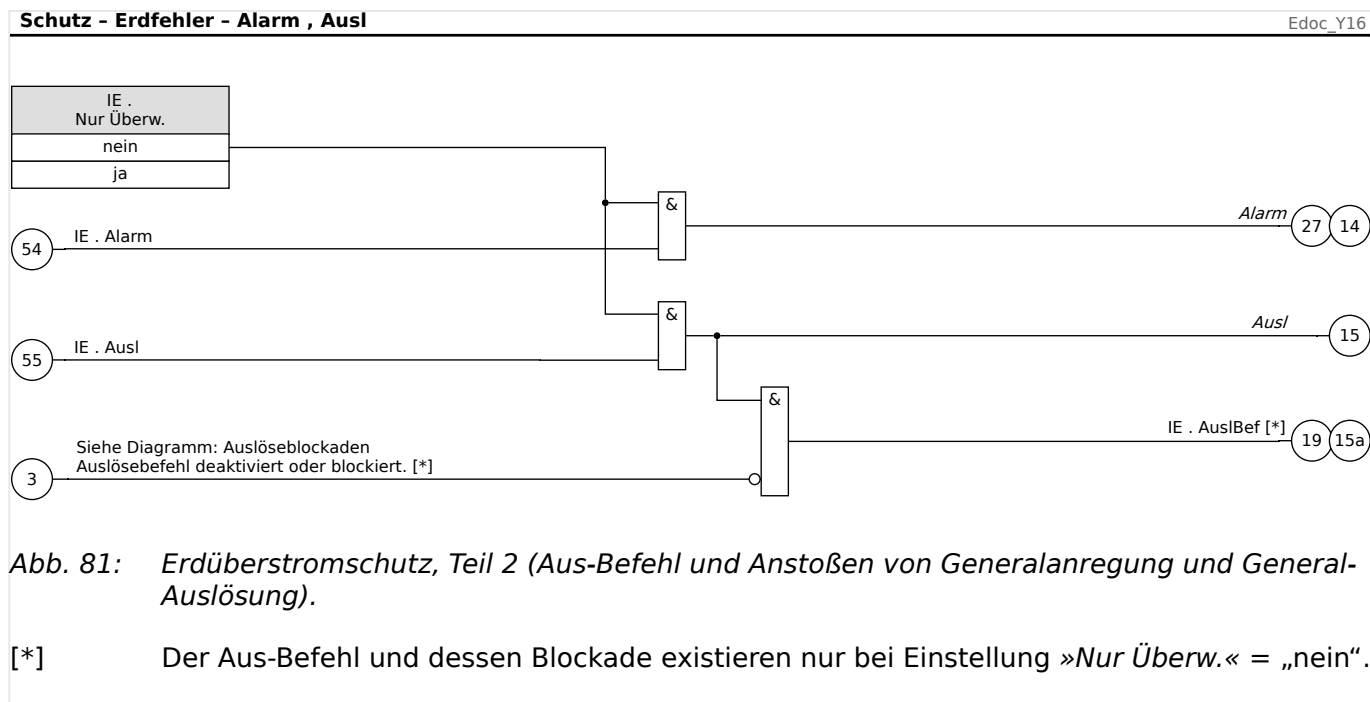 Schutz – Erdfehler – Alarm , Ausl
Edoc_Y16
IE .
Nur Überw.
nein
ja
&
Alarm
27
14
54
IE . Alarm
&
Ausl
15
55
IE . Ausl
&
IE . AuslBef [*]
19
15a
Siehe Diagramm: Auslöseblockaden
Auslösebefehl deaktiviert oder blockiert. [*]
3
Abb. 81: Erdüberstromschutz, Teil 2 (Aus-Befehl und Anstoßen von Generalanregung und General-
Auslösung).
[*] Der Aus-Befehl und dessen Blockade existieren nur bei Einstellung »Nur Überw.« = „nein“.